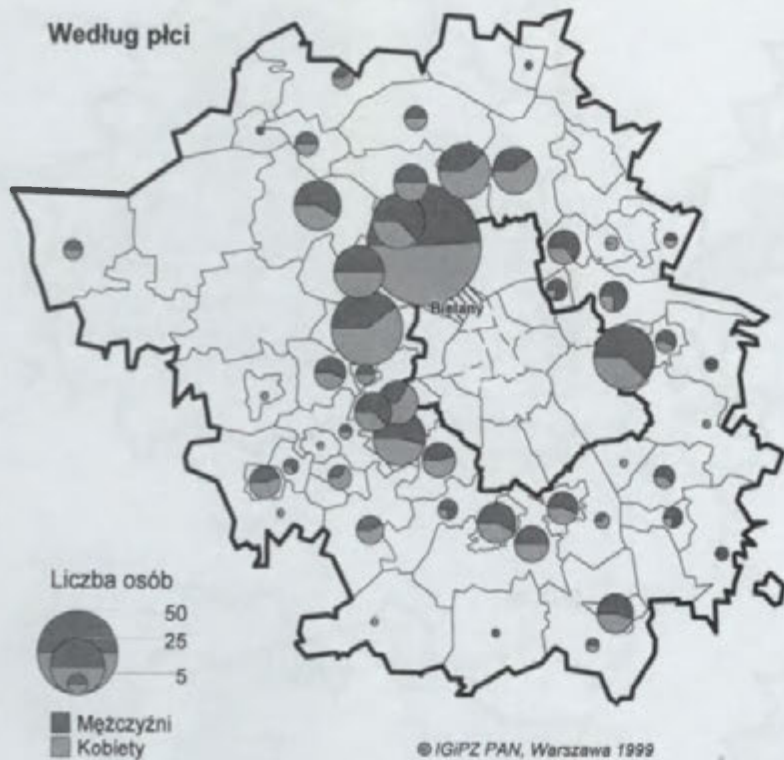 Według płci
Bielany
Liczba osób
50
25
5
Mężczyźni
Kobiety
© IGiPZ PAN, Warszawa 1999